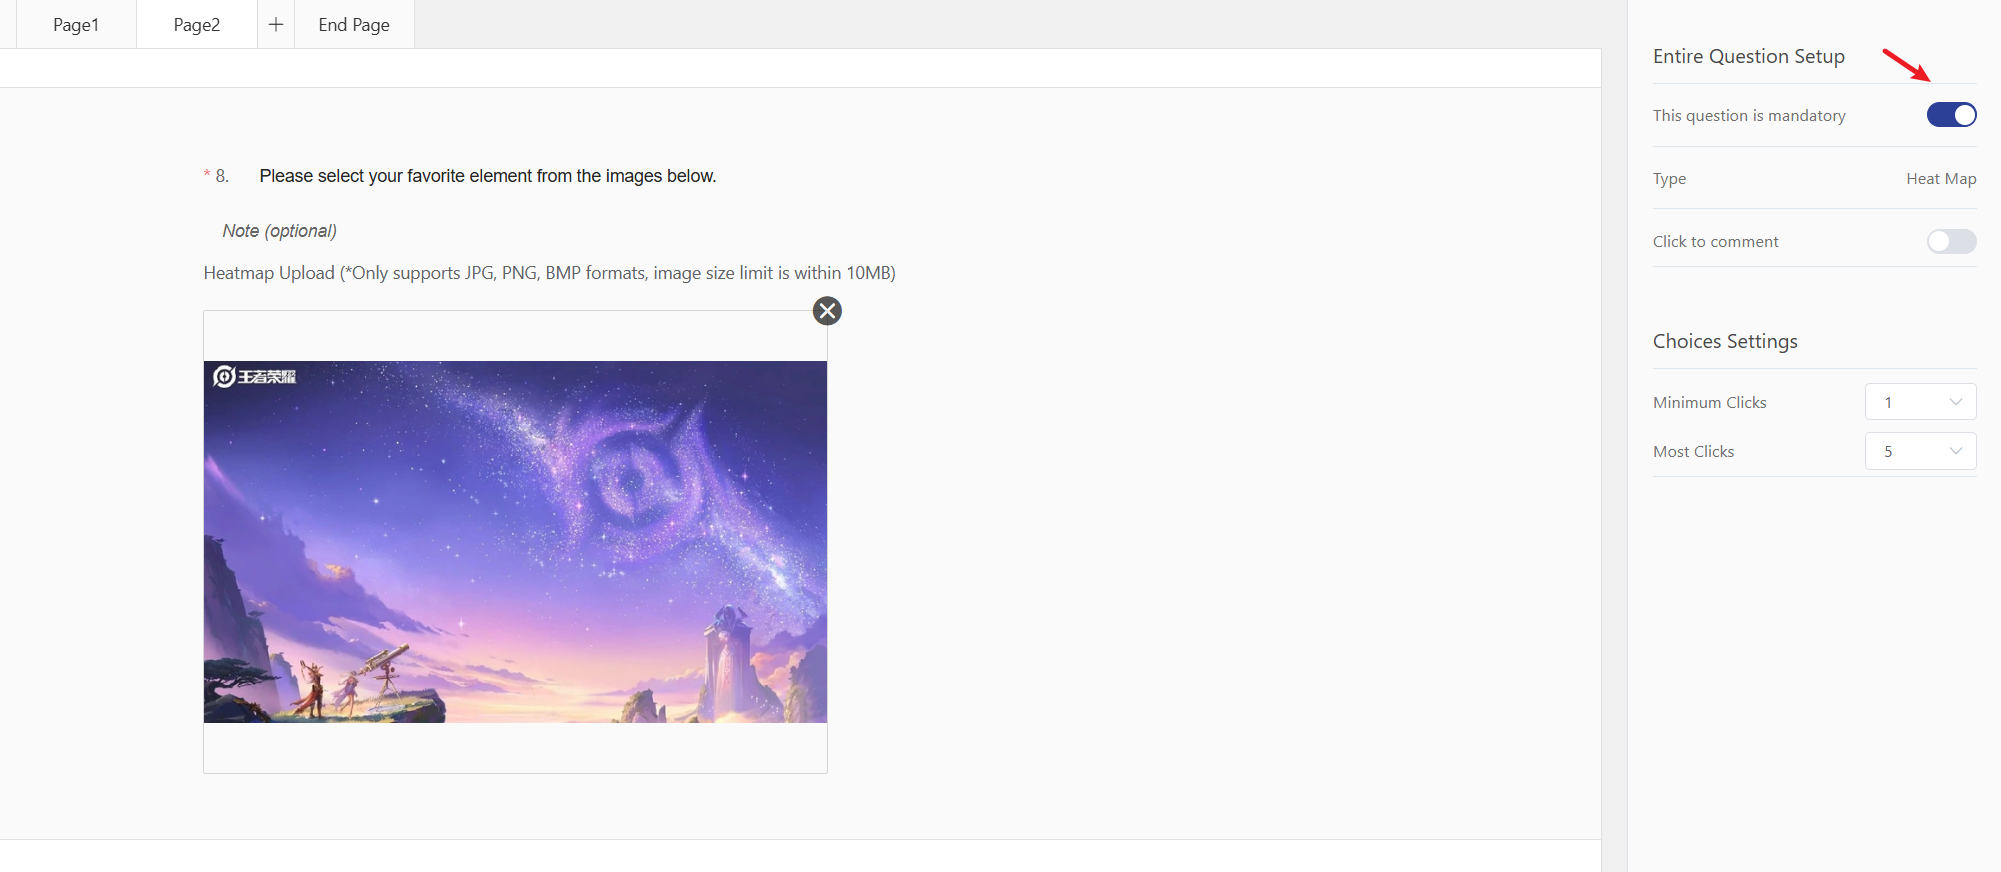 Page1
Page2
End Page
* 8. Please select your favorite element from the images below.
Note (optional)
Heatmap Upload (*Only supports JPG, PNG, BMP formats, image size limit is within 10MB)
王者荣耀
Entire Question Setup
This question is mandatory
Type Heat Map
Click to comment
Choices Settings
Minimum Clicks 1
Most Clicks 5